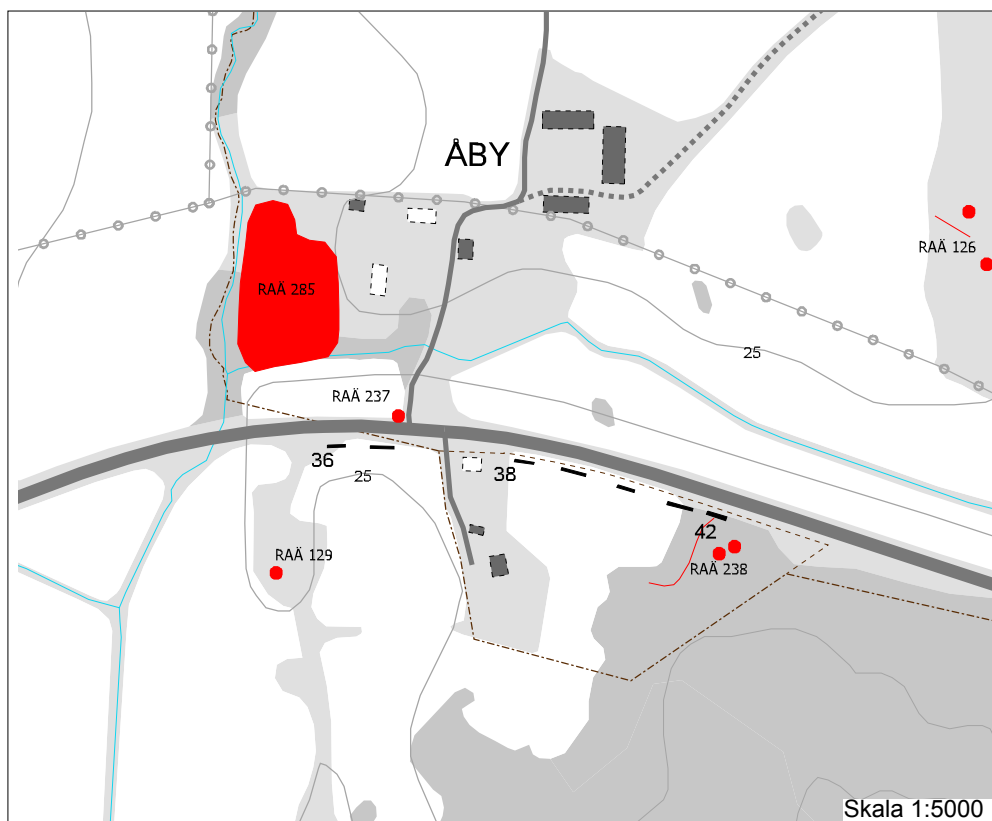 ÅBY
RAÄ 126
RAÄ 285
25
RAÄ 237
36
25
38
42
RAÄ 129
RAÄ 238
Skala 1:5000